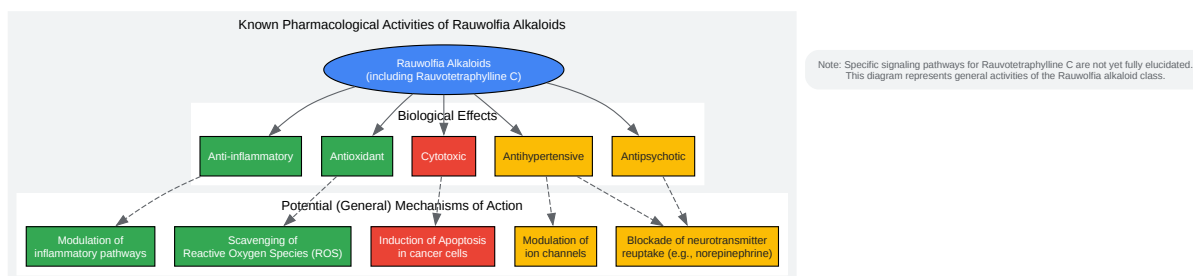 Known Pharmacological Activities of Rauwolfia Alkaloids
Rauwolfia Alkaloids
(including Rauvotetraphylline C)
Note: Specific signaling pathways for Rauvotetraphylline C are not yet fully elucidated.
This diagram represents general activities of the Rauwolfia alkaloid class.
Biological Effects
Anti-inflammatory
Antioxidant
Cytotoxic
Antihypertensive
Antipsychotic
Potential (General) Mechanisms of Action
Modulation of
inflammatory pathways
Scavenging of
Reactive Oxygen Species (ROS)
Induction of Apoptosis
in cancer cells
Modulation of
ion channels
Blockade of neurotransmitter
reuptake (e.g., norepinephrine)